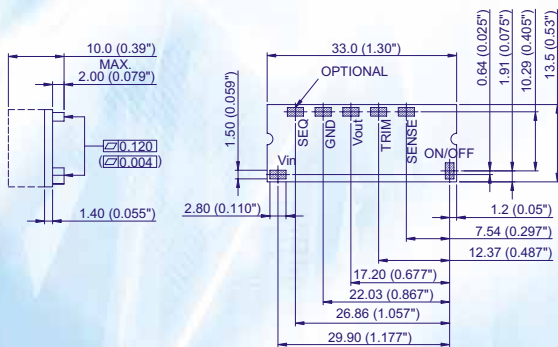 10.0 (0.39")
MAX.
2.00 (0.079")
⏥0.120
(⏥0.004)
1.40 (0.055")
33.0 (1.30")
OPTIONAL
0.64 (0.025")
1.91 (0.075")
10.29 (0.405")
13.5 (0.53")
1.50 (0.059")
SEQ
GND
Vout
TRIM
SENSE
Vin
ON/OFF
2.80 (0.110")
1.2 (0.05")
7.54 (0.297")
12.37 (0.487")
17.20 (0.677")
22.03 (0.867")
26.86 (1.057")
29.90 (1.177")